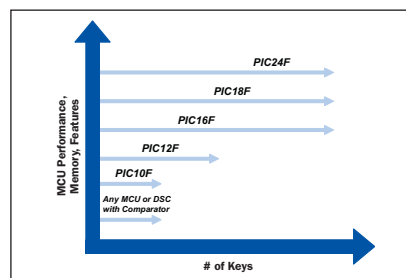 PIC24F
PIC18F
PIC16F
PIC12F
PIC10F
Any MCU or DSC
with Comparator
MCU Performance,
Memory, Features
# of Keys